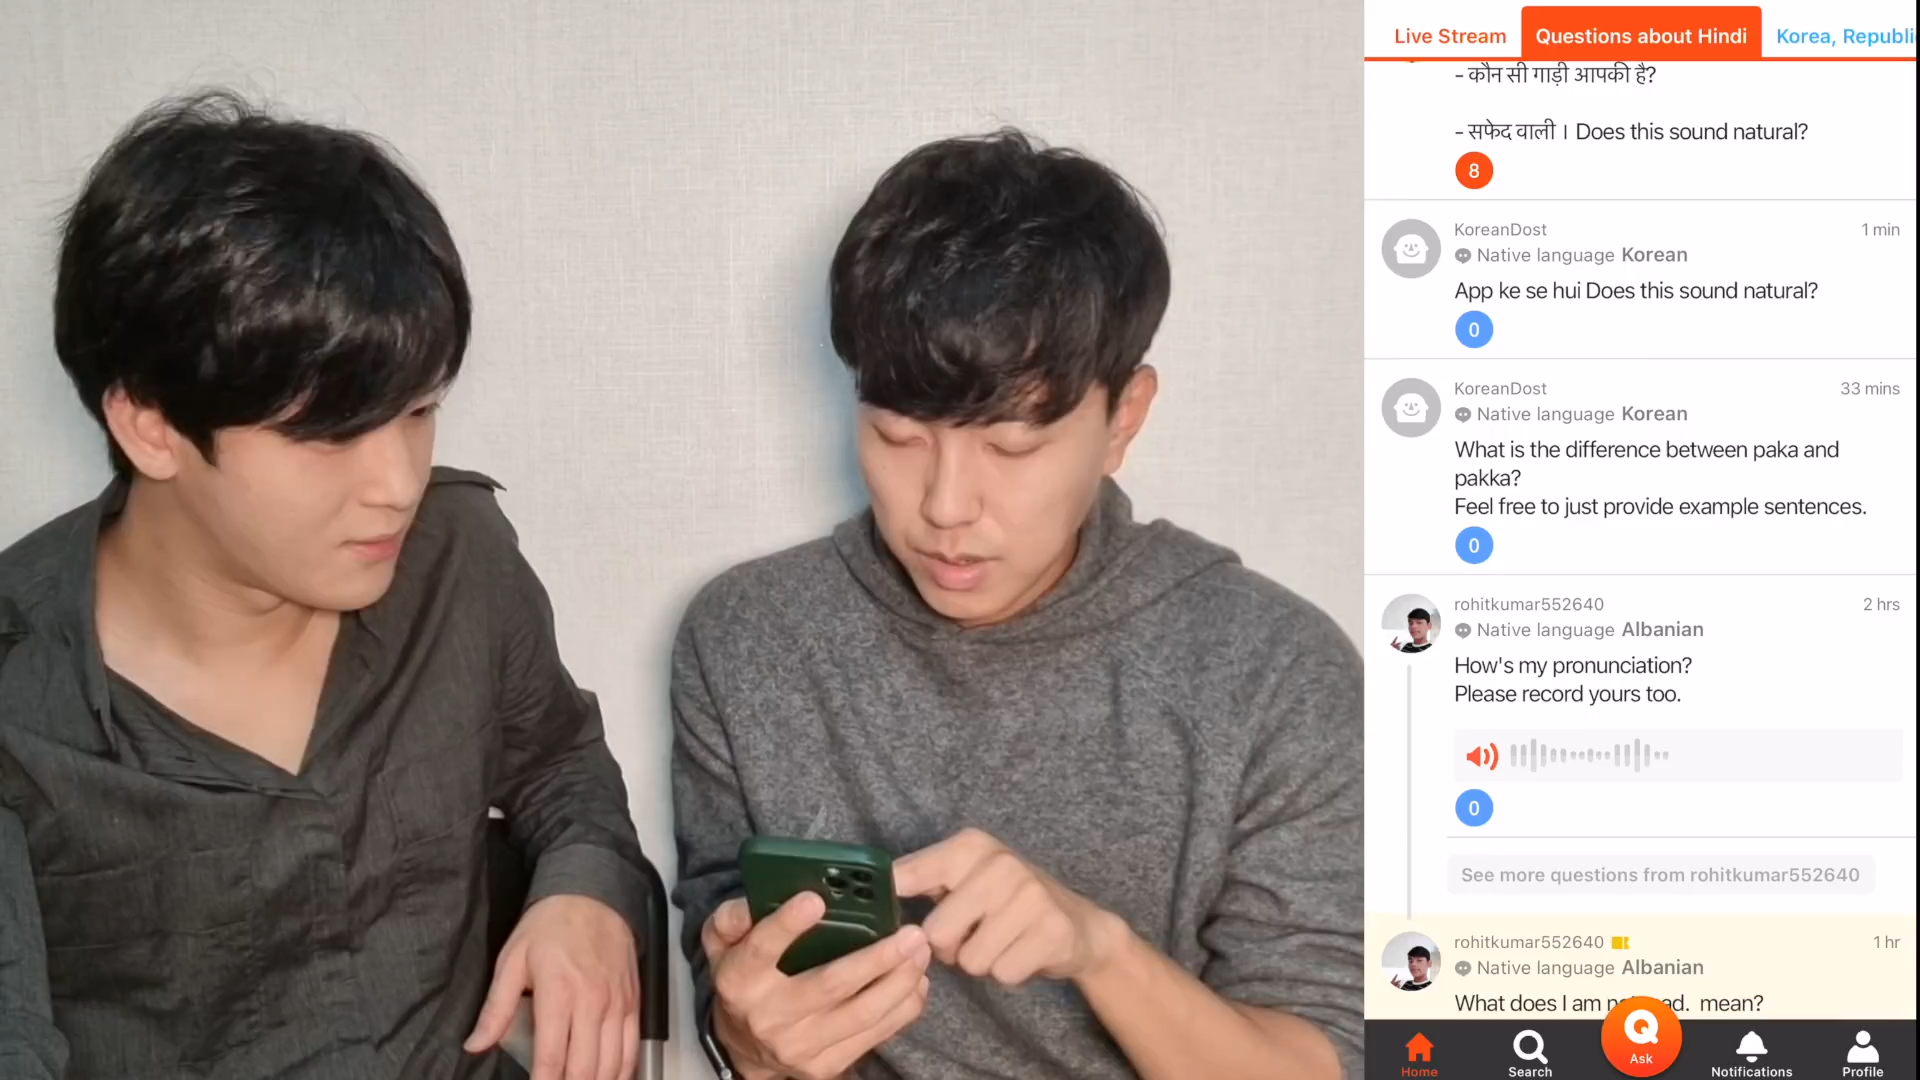 Live Stream
Questions about Hindi
Korea, Republi
- कौन सी गाड़ी आपकी है?
- सफेद वाली । Does this sound natural?
8
KoreanDost
1 min
Native language Korean
App ke se hui Does this sound natural?
0
KoreanDost
33 mins
Native language Korean
What is the difference between paka and
pakka?
Feel free to just provide example sentences.
0
rohitkumar552640
2 hrs
Native language Albanian
How's my pronunciation?
Please record yours too.
0
See more questions from rohitkumar552640
rohitkumar552640
1 hr
Native language Albanian
What does I am mean?
Home
Search
Q
Ask
Notifications
Profile